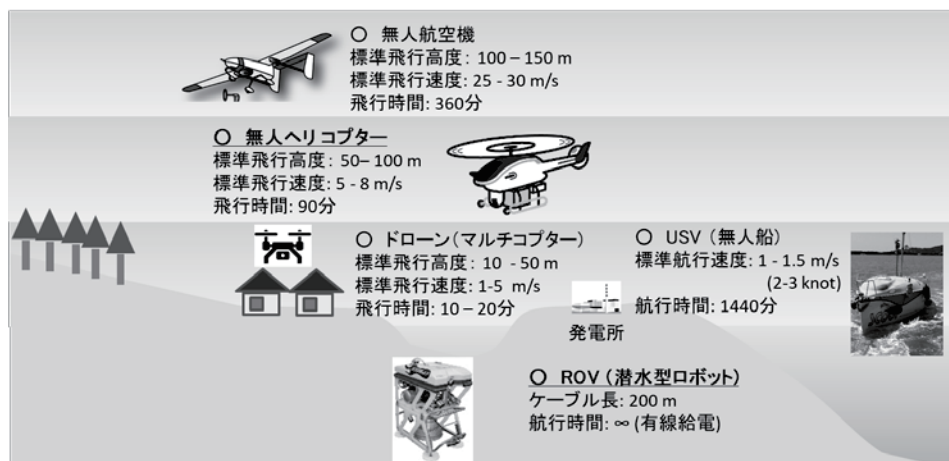 ○ 無人航空機
標準飛行高度: 100 – 150 m
標準飛行速度: 25 - 30 m/s
飛行時間: 360分
○ 無人ヘリコプター
標準飛行高度: 50– 100 m
標準飛行速度: 5 - 8 m/s
飛行時間: 90分
○ ドローン(マルチコプター)
標準飛行高度: 10 - 50 m
標準飛行速度: 1-5 m/s
飛行時間: 10 – 20分
○ USV (無人船)
標準航行速度: 1 - 1.5 m/s
(2-3 knot)
航行時間: 1440分
発電所
○ ROV (潜水型ロボット)
ケーブル長: 200 m
航行時間: ∞ (有線給電)